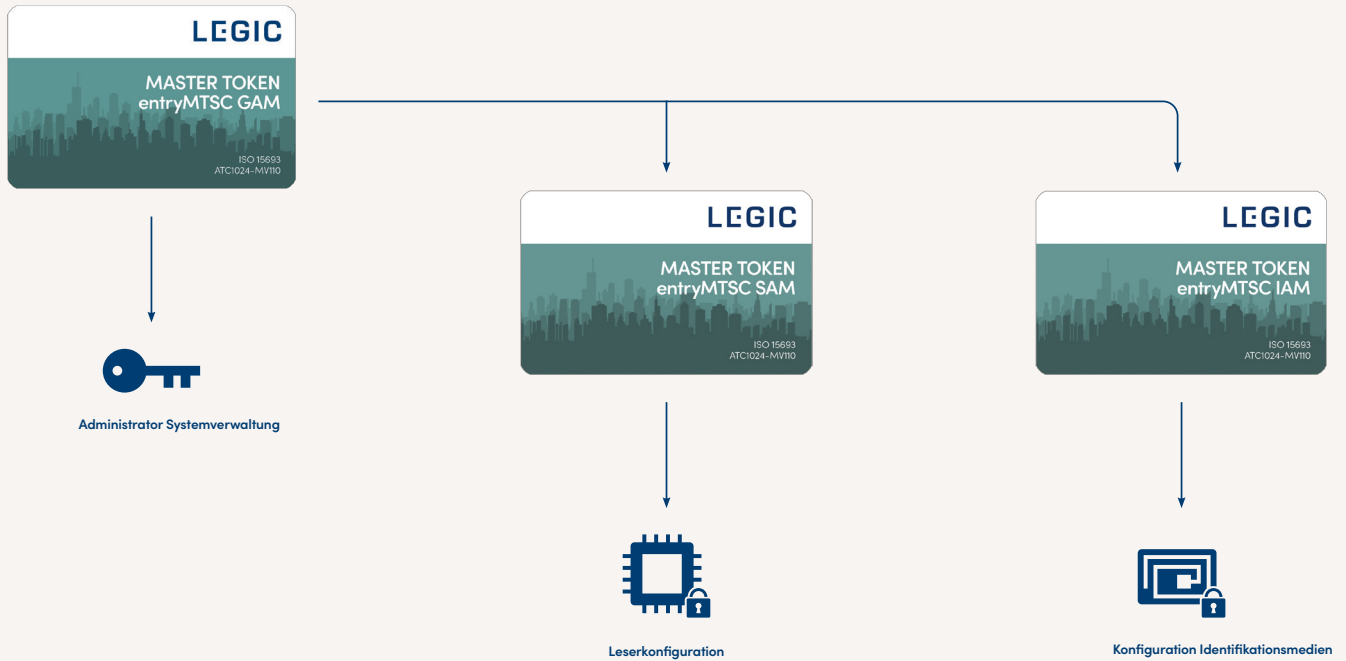 LEGIC
MASTER TOKEN
entryMTSC GAM
ISO 15693
ATC1024-MV110
Administrator Systemverwaltung
LEGIC
MASTER TOKEN
entryMTSC SAM
ISO 15693
ATC1024-MV110
Leserkonfiguration
LEGIC
MASTER TOKEN
entryMTSC IAM
ISO 15693
ATC1024-MV110
Konfiguration Identifikationsmedien